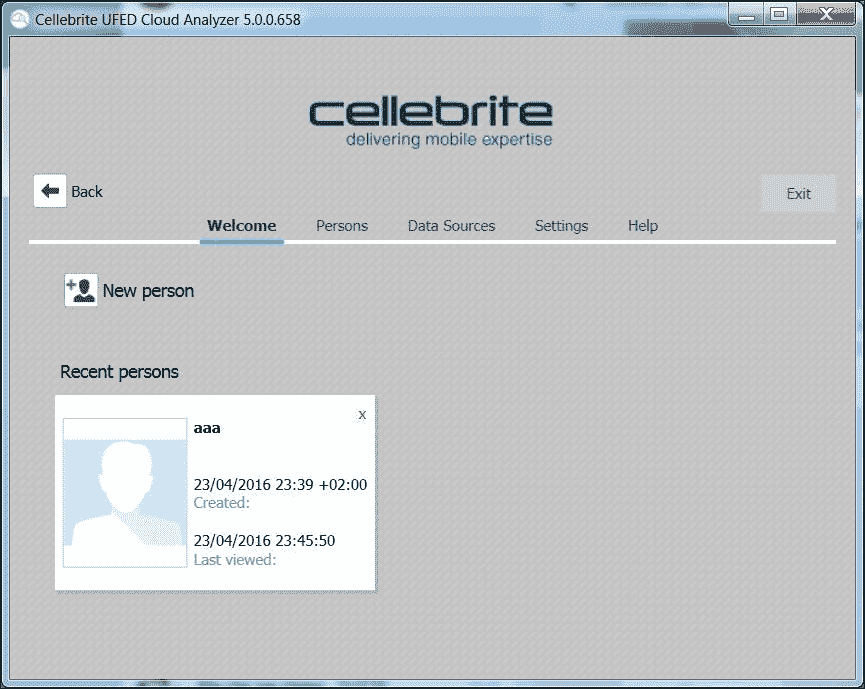 Cellebrite UFED Cloud Analyzer 5.0.0.658
cellebrite
delivering mobile expertise
Back
Exit
Welcome Persons Data Sources Settings Help
New person
Recent persons
x
aaa
23/04/2016 23:39 +02:00
Created:
23/04/2016 23:45:50
Last viewed: